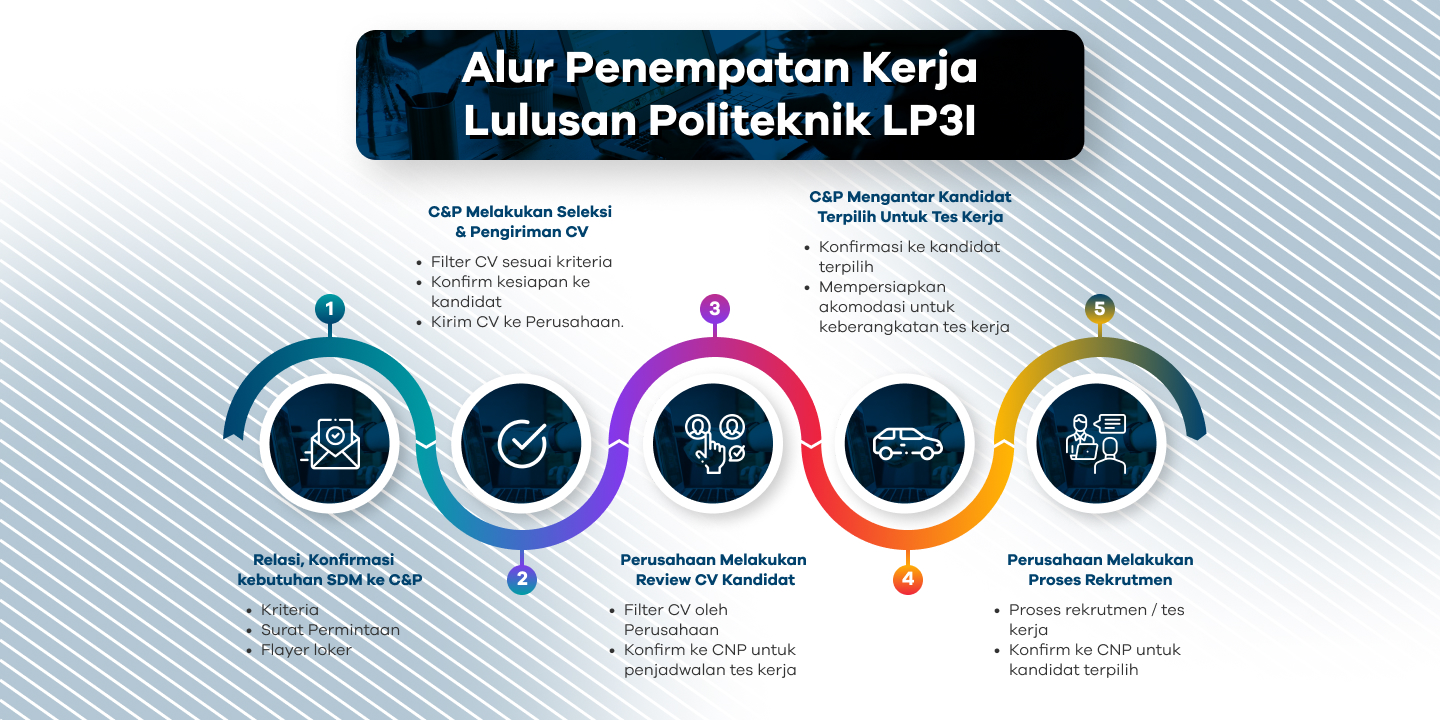 Alur Penempatan Kerja
Lulusan Politeknik LP3I
1
Relasi, Konfirmasi
kebutuhan SDM ke C&P
• Kriteria
• Surat Permintaan
• Flayer loker
C&P Melakukan Seleksi
& Pengiriman CV
• Filter CV sesuai kriteria
• Konfirm kesiapan ke
kandidat
• Kirim CV ke Perusahaan.
2
3
Perusahaan Melakukan
Review CV Kandidat
• Filter CV oleh
Perusahaan
• Konfirm ke CNP untuk
penjadwalan tes kerja
C&P Mengantar Kandidat
Terpilih Untuk Tes Kerja
• Konfirmasi ke kandidat
terpilih
• Mempersiapkan
akomodasi untuk
keberangkatan tes kerja
4
5
Perusahaan Melakukan
Proses Rekrutmen
• Proses rekrutmen / tes
kerja
• Konfirm ke CNP untuk
kandidat terpilih